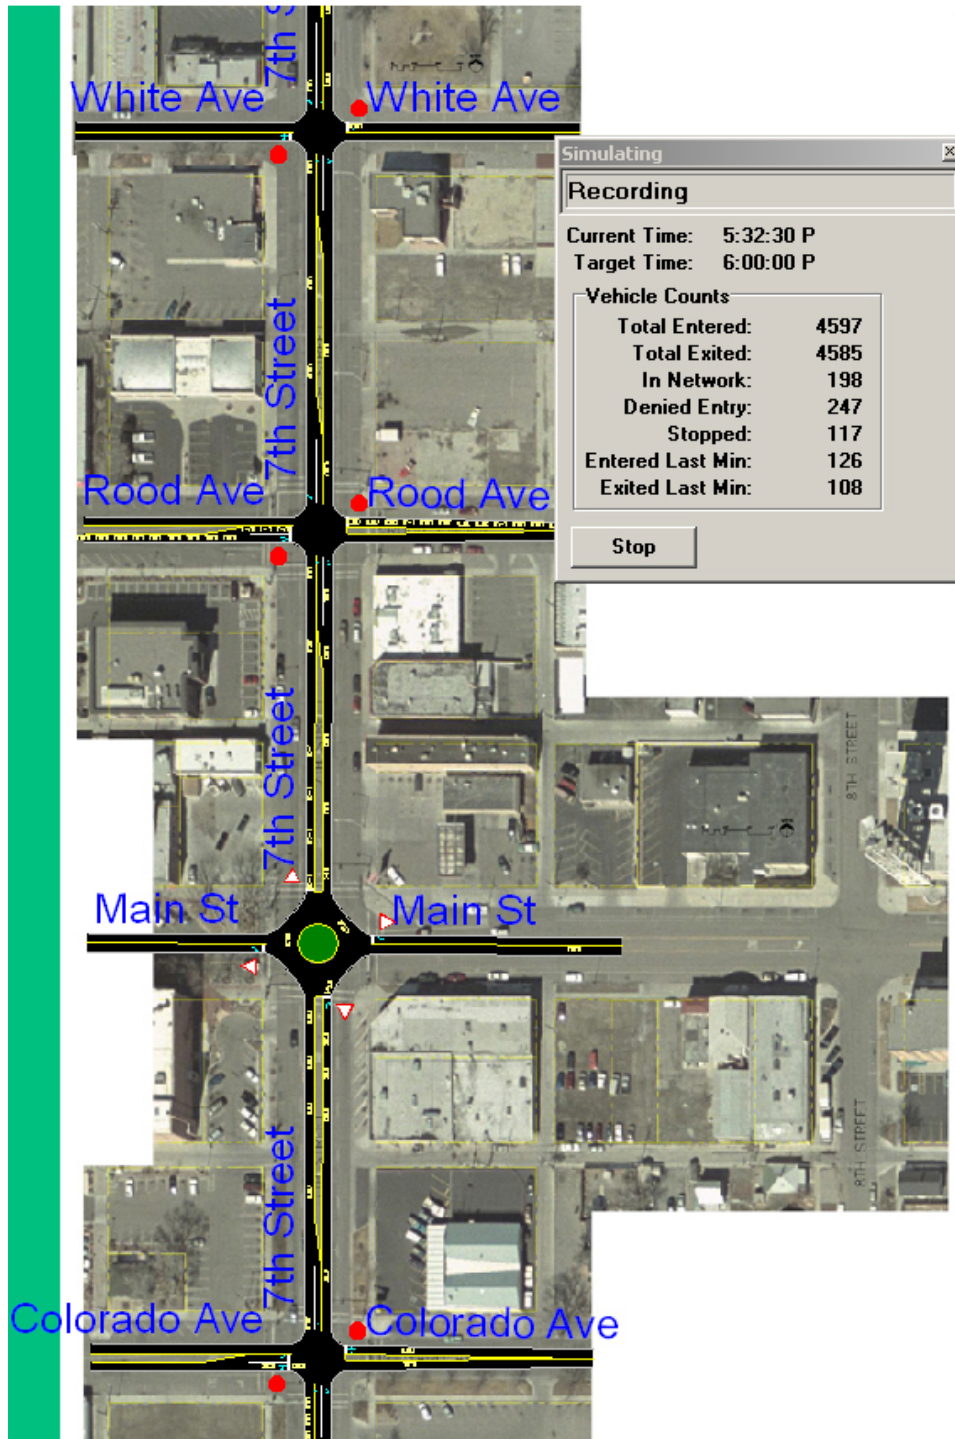 7th S
White Ave
White Ave
Simulating
Recording
Current Time: 5:32:30 P
Target Time: 6:00:00 P
Vehicle Counts
Total Entered: 4597
Total Exited: 4585
In Network: 198
Denied Entry: 247
Stopped: 117
Entered Last Min: 126
Exited Last Min: 108
Stop
7th Street
Rood Ave
Rood Ave
7th Street
8TH STREET
Main St
Main St
8TH STREET
7th Street
Colorado Ave
Colorado Ave